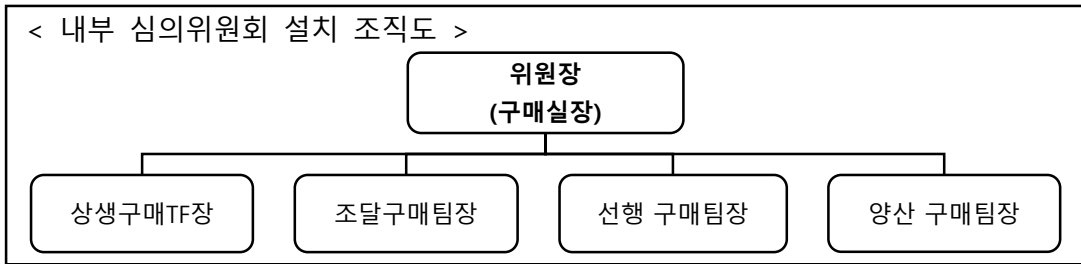 < 내부 심의위원회 설치 조직도 >
위원장
(구매실장)
상생구매TF장
조달구매팀장
선행 구매팀장
양산 구매팀장